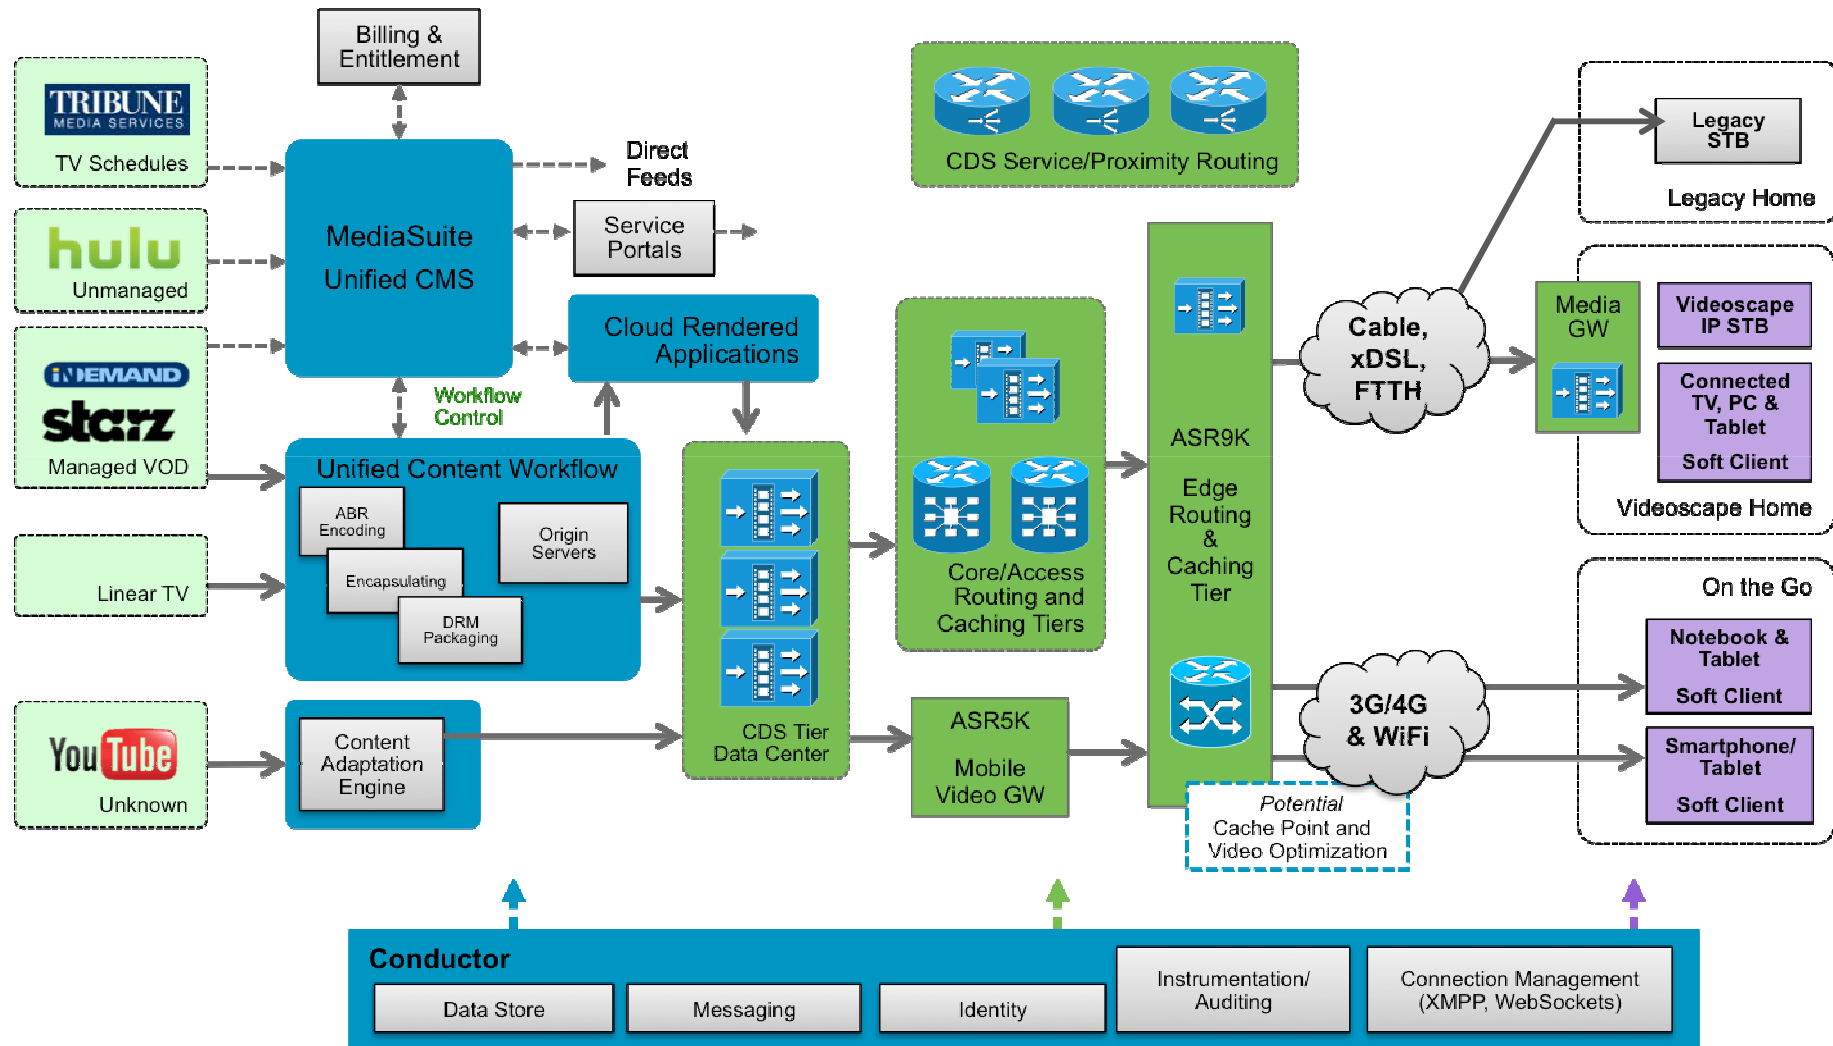 Billing &
Entitlement
TRIBUNE
MEDIA SERVICES
TV Schedules
hulu
Unmanaged
iNDEMAND
starz
Managed VOD
Linear TV
YouTube
Unknown
MediaSuite
Unified CMS
Direct
Feeds
Service
Portals
Cloud Rendered
Applications
Workflow
Control
Unified Content Workflow
ABR
Encoding
Encapsulating
DRM
Packaging
Origin
Servers
Content
Adaptation
Engine
CDS Tier
Data Center
CDS Service/Proximity Routing
Core/Access
Routing and
Caching Tiers
ASR5K
Mobile
Video GW
ASR9K
Edge
Routing
&
Caching
Tier
Potential
Cache Point and
Video Optimization
Cable,
xDSL,
FTTH
3G/4G
& WiFi
Legacy
STB
Legacy Home
Media
GW
Videoscape
IP STB
Connected
TV, PC &
Tablet
Soft Client
Videoscape Home
On the Go
Notebook &
Tablet
Soft Client
Smartphone/
Tablet
Soft Client
Conductor
Data Store
Messaging
Identity
Instrumentation/
Auditing
Connection Management
(XMPP, WebSockets)